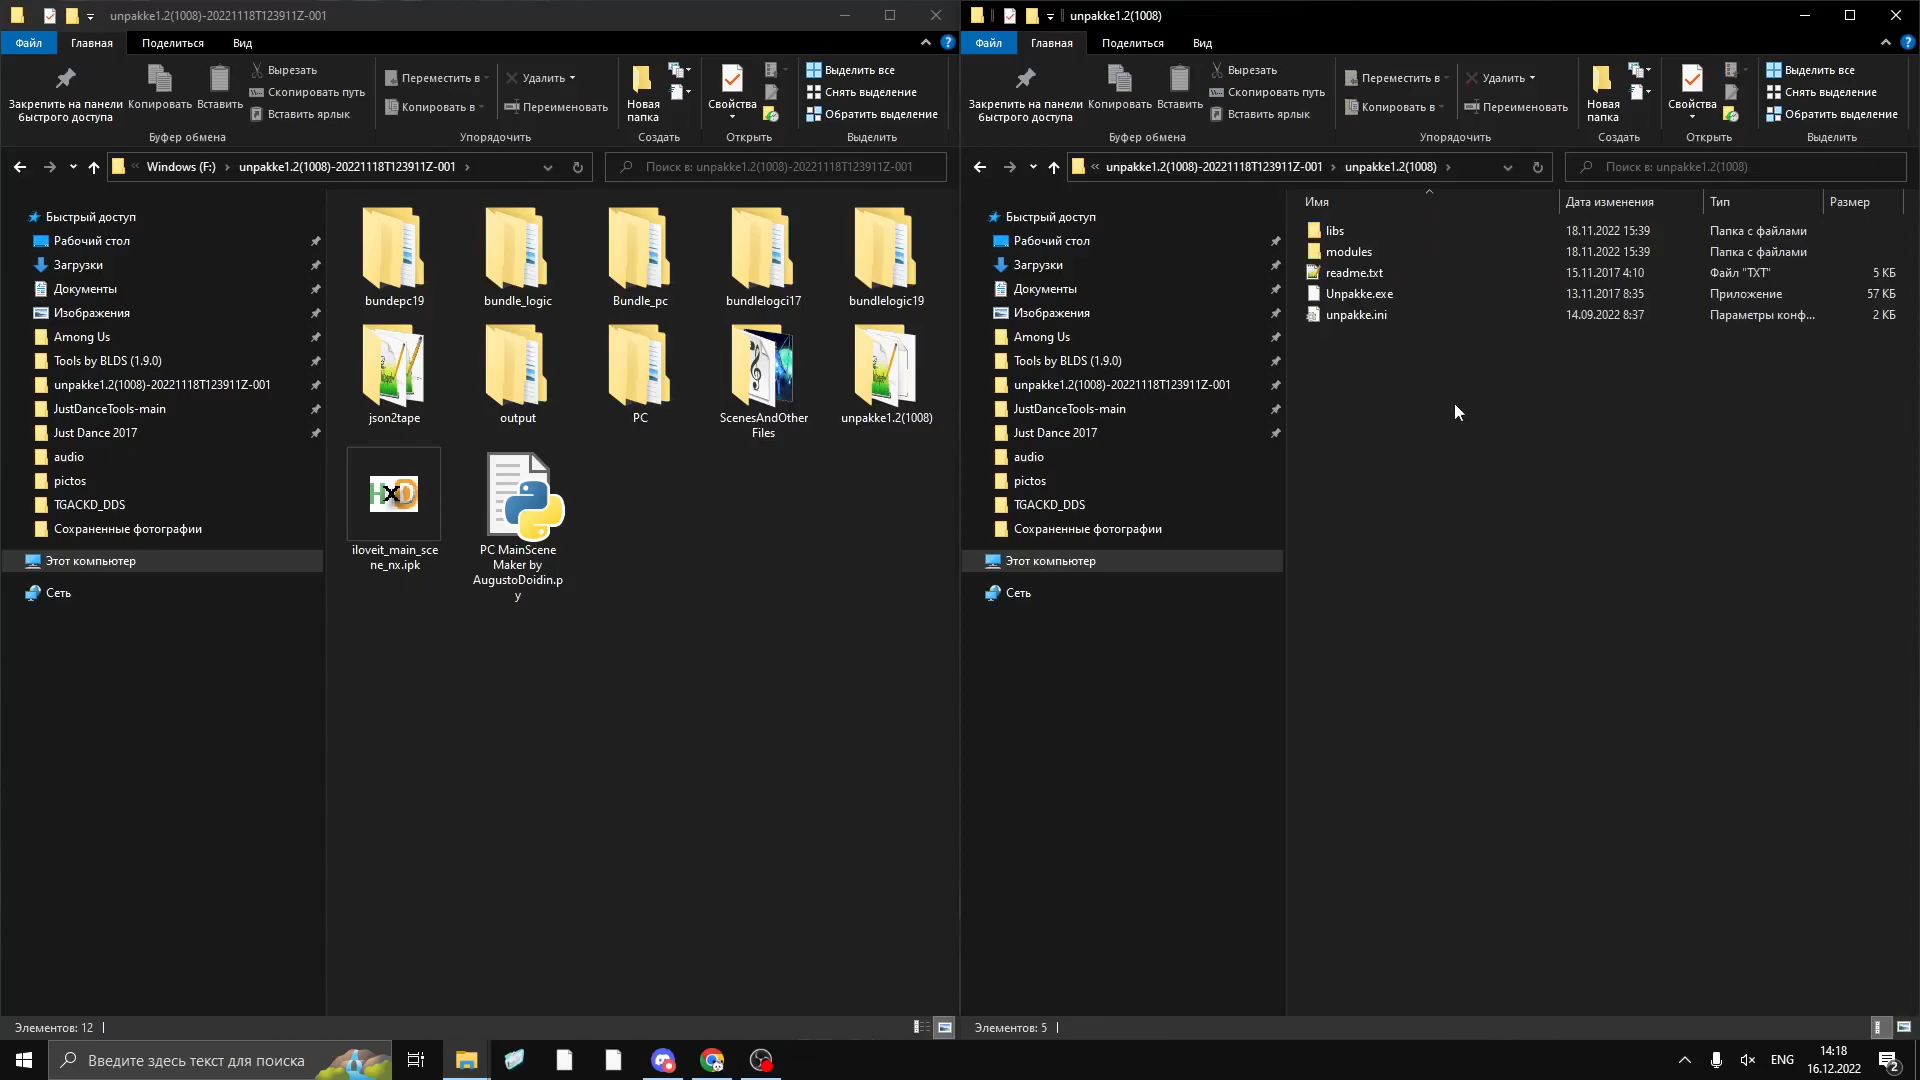 unpakke1.2(1008)-20221118T123911Z-001
Файл
Главная
Поделиться
Вид
Закрепить на панели
быстрого доступа
Копировать
Вставить
Вырезать
Скопировать путь
Вставить ярлык
Буфер обмена
Переместить в
Копировать в
Удалить
Переименовать
Упорядочить
Новая
папка
Создать
Свойства
Открыть
Выделить все
Снять выделение
Обратить выделение
Выделить
Windows (F:)
unpakke1.2(1008)-20221118T123911Z-001
Поиск в: unpakke1.2(1008)-20221118T123911Z-001
Быстрый доступ
Рабочий стол
Загрузки
Документы
Изображения
Among Us
Tools by BLDS (1.9.0)
unpakke1.2(1008)-20221118T123911Z-001
JustDanceTools-main
Just Dance 2017
audio
pictos
TGACKD_DDS
Сохраненные фотографии
Этот компьютер
Сеть
bundepc19
bundle_logic
Bundle_pc
bundlelogci17
bundlelogic19
json2tape
output
PC
ScenesAndOther
Files
unpakke1.2(1008)
HxD
iloveit_main_sce
ne_nx.ipk
PC MainScene
Maker by
AugustoDoidin.p
y
Элементов: 12
unpakke1.2(1008)
Файл
Главная
Поделиться
Вид
Закрепить на панели
быстрого доступа
Копировать
Вставить
Вырезать
Скопировать путь
Вставить ярлык
Буфер обмена
Переместить в
Копировать в
Удалить
Переименовать
Упорядочить
Новая
папка
Создать
Свойства
Открыть
Выделить все
Снять выделение
Обратить выделение
Выделить
unpakke1.2(1008)-20221118T123911Z-001
unpakke1.2(1008)
Поиск в: unpakke1.2(1008)
Быстрый доступ
Рабочий стол
Загрузки
Документы
Изображения
Among Us
Tools by BLDS (1.9.0)
unpakke1.2(1008)-20221118T123911Z-001
JustDanceTools-main
Just Dance 2017
audio
pictos
TGACKD_DDS
Сохраненные фотографии
Этот компьютер
Сеть
Имя Дата изменения Тип Размер
libs 18.11.2022 15:39 Папка с файлами
modules 18.11.2022 15:39 Папка с файлами
readme.txt 15.11.2017 4:10 Файл "TXT" 5 КБ
Unpakke.exe 13.11.2017 8:35 Приложение 57 КБ
unpakke.ini 14.09.2022 8:37 Параметры конф... 2 КБ
Элементов: 5
Введите здесь текст для поиска
ENG
14:18
16.12.2022
2